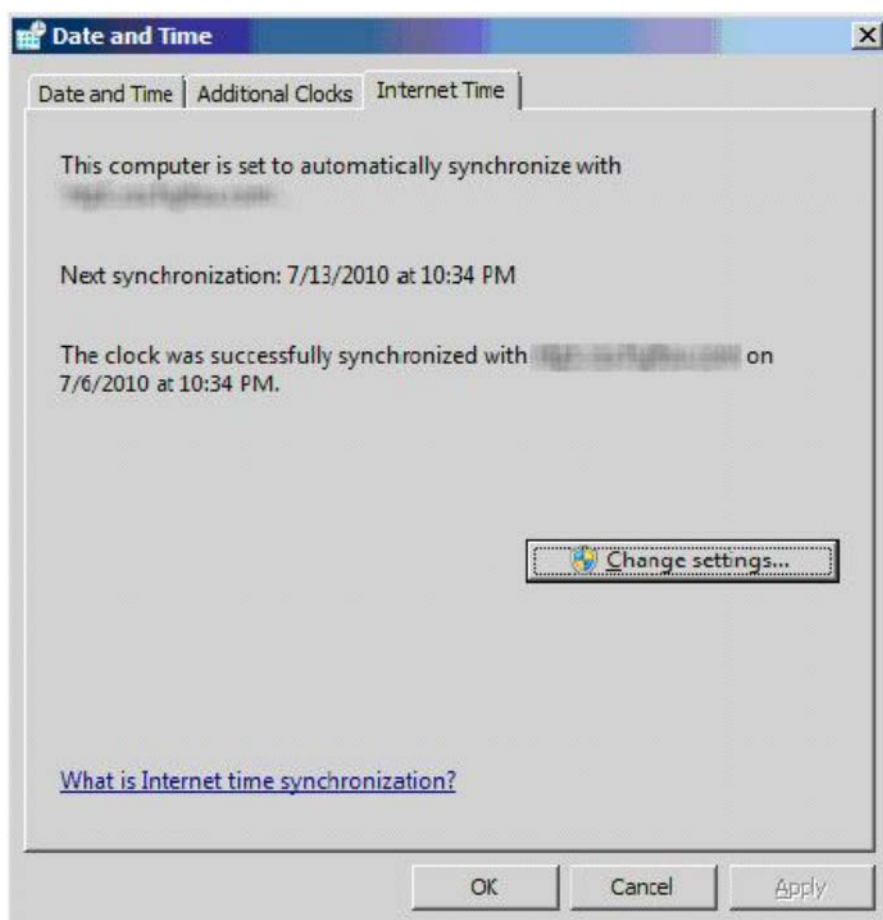 Date and Time
Date and Time Additional Clocks Internet Time
This computer is set to automatically synchronize with
Next synchronization: 7/13/2010 at 10:34 PM
The clock was successfully synchronized with on
7/6/2010 at 10:34 PM.
Change settings...
What is Internet time synchronization?
OK Cancel Apply